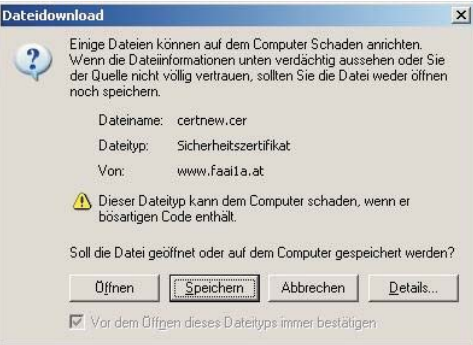 Dateidownload
Einige Dateien können auf dem Computer Schaden anrichten.
Wenn die Dateiinformationen unten verdächtig aussehen oder Sie
der Quelle nicht völlig vertrauen, sollten Sie die Datei weder öffnen
noch speichern.
Dateiname: certnew.cer
Dateityp: Sicherheitszertifikat
Von: www.faai1a.at
Dieser Dateityp kann dem Computer schaden, wenn er
bösartigen Code enthält.
Soll die Datei geöffnet oder auf dem Computer gespeichert werden?
Öffnen Speichern Abbrechen Details...
Vor dem Öffnen dieses Dateityps immer bestätigen